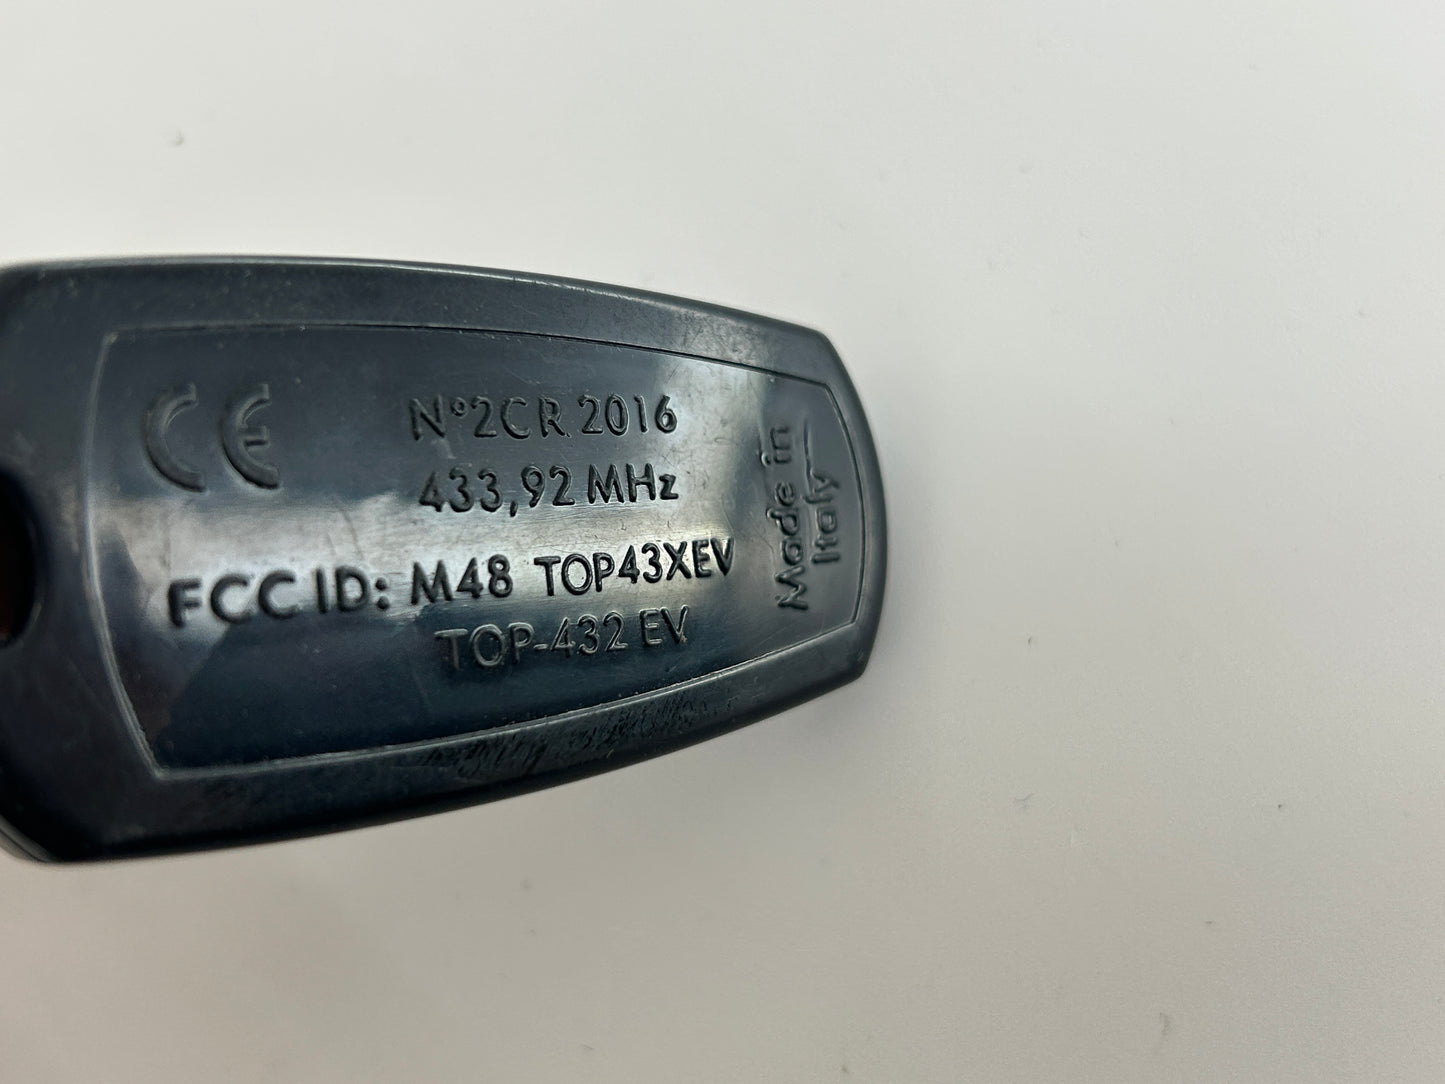 CE
N°2CR 2016
433,92 MHz
FCC ID: M48 TOP43XEV
TOP-432 EV
Made in
Italy